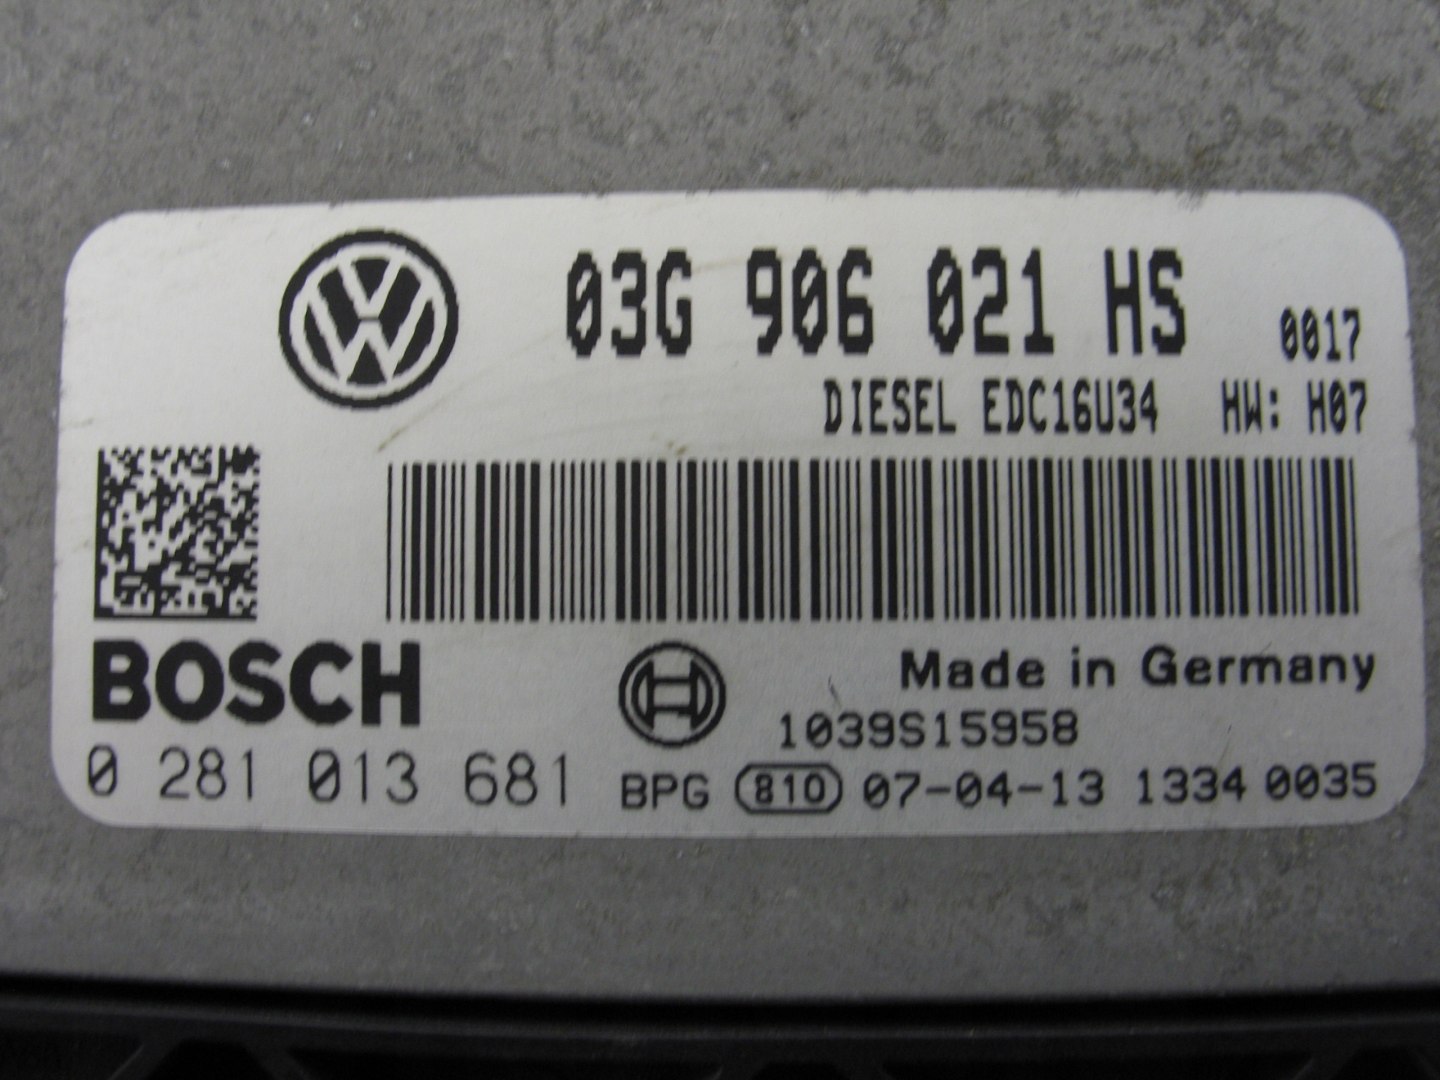 03G 906 021 HS 0017
DIESEL EDC16U34 HW: H07
BOSCH
Made in Germany
1039S15958
0 281 013 681 BPG 810 07-04-13 1334 0035